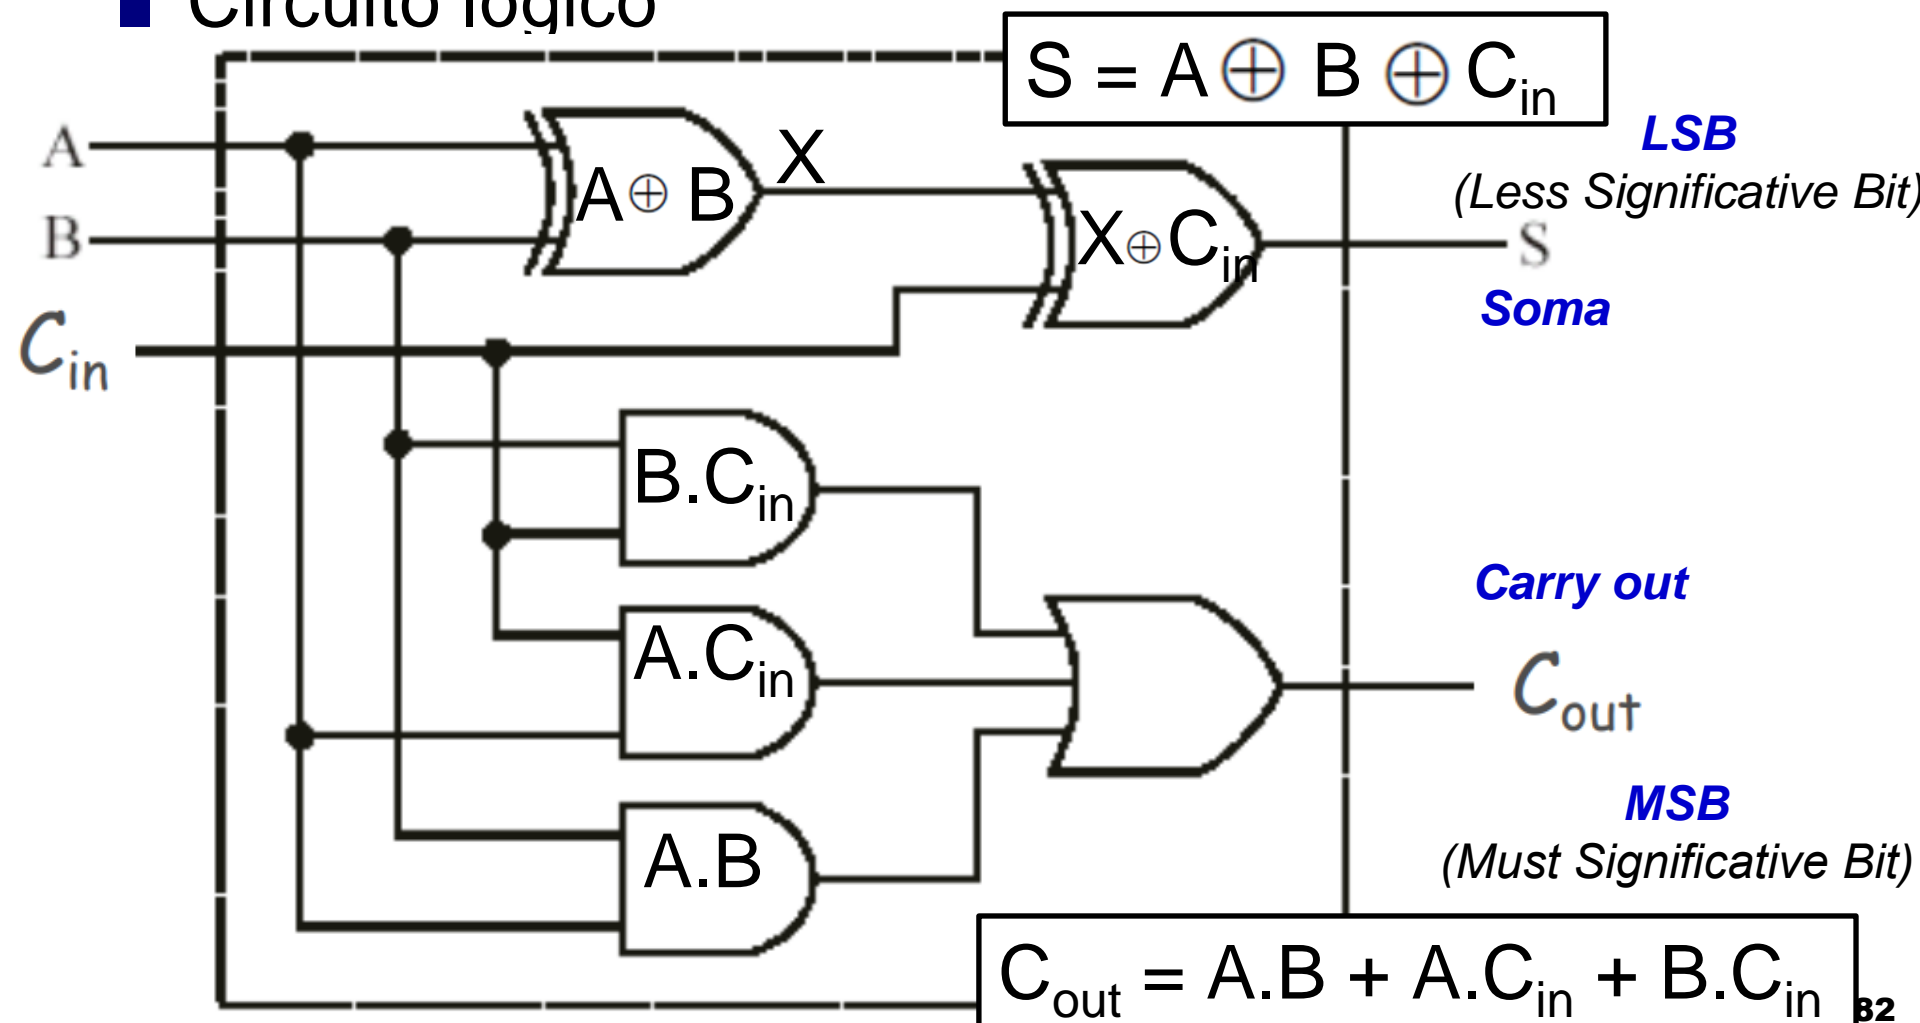 Circuito lógico
S = A ⊕ B ⊕ Cin
LSB
(Less Significative Bit)
A
A ⊕ B
X
B
X⊕Cin
S
Soma
Cin
B.Cin
Carry out
A.Cin
Cout
MSB
(Must Significative Bit)
A.B
Cout = A.B + A.Cin + B.Cin
82